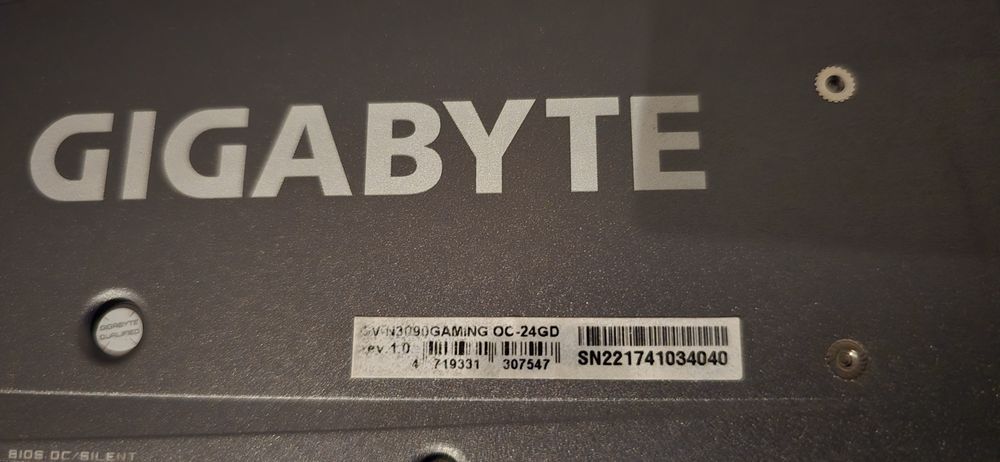 GIGABYTE
GIGABYTE
QUALIFIED
GV-N3090GAMING OC-24GD
rev.1.0
4 719331 307547
SN221741034040
BIOS OC/SILENT